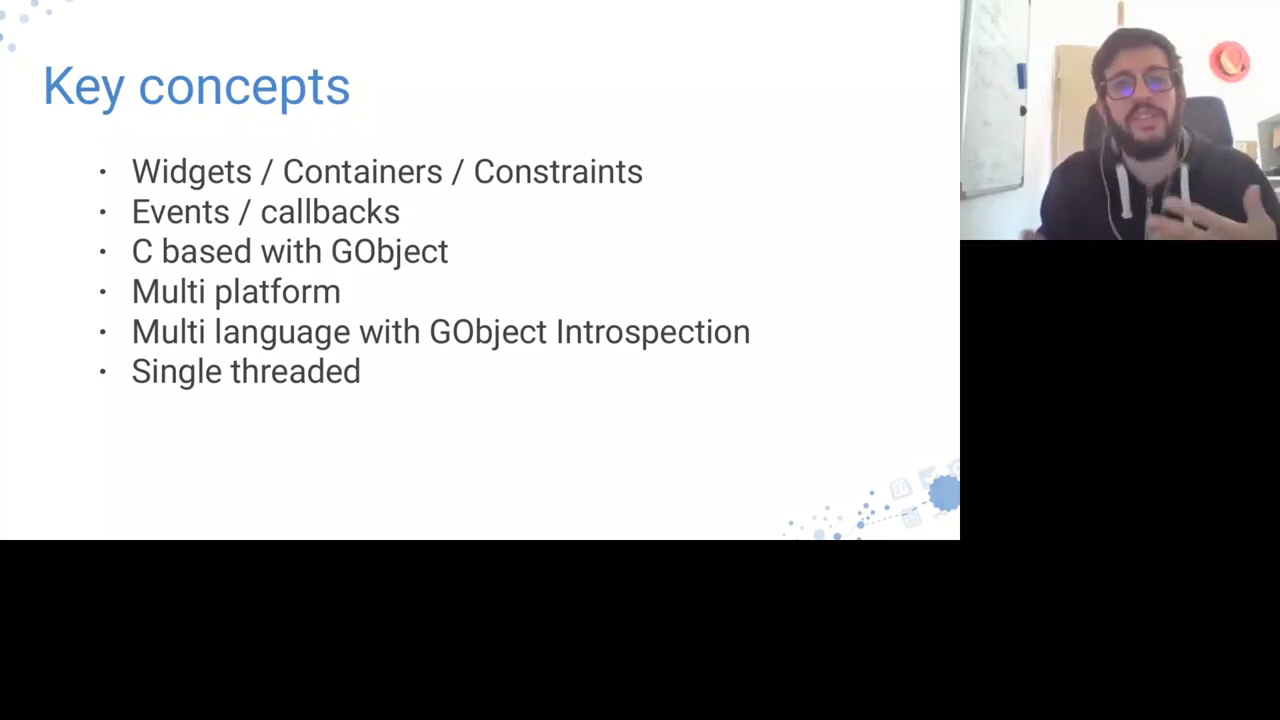 Key concepts
· Widgets / Containers / Constraints
· Events / callbacks
· C based with GObject
· Multi platform
· Multi language with GObject Introspection
· Single threaded